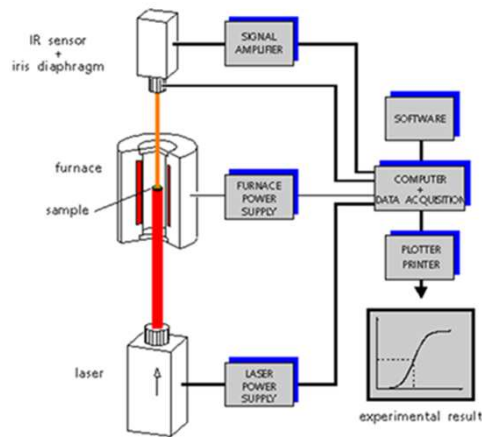 IR sensor
+
iris diaphragm
SIGNAL
AMPLIFIER
SOFTWARE
furnace
sample
FURNACE
POWER
SUPPLY
COMPUTER
+
DATA ACQUISITION
PLOTTER
PRINTER
laser
LASER
POWER
SUPPLY
experimental result